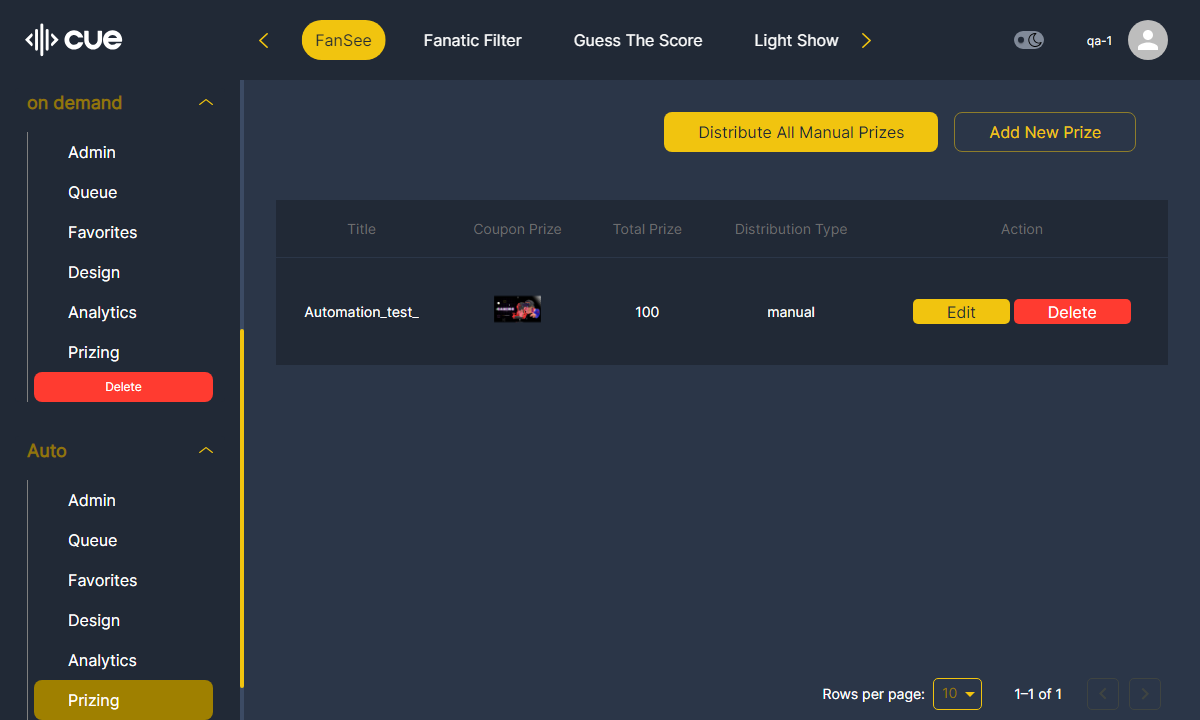 cue
FanSee
Fanatic Filter
Guess The Score
Light Show
qa-1
on demand
Admin
Queue
Favorites
Design
Analytics
Prizing
Delete
Auto
Admin
Queue
Favorites
Design
Analytics
Prizing
Distribute All Manual Prizes
Add New Prize
Title Coupon Prize Total Prize Distribution Type Action
Automation_test_ 100 manual Edit Delete
Rows per page: 10 1–1 of 1